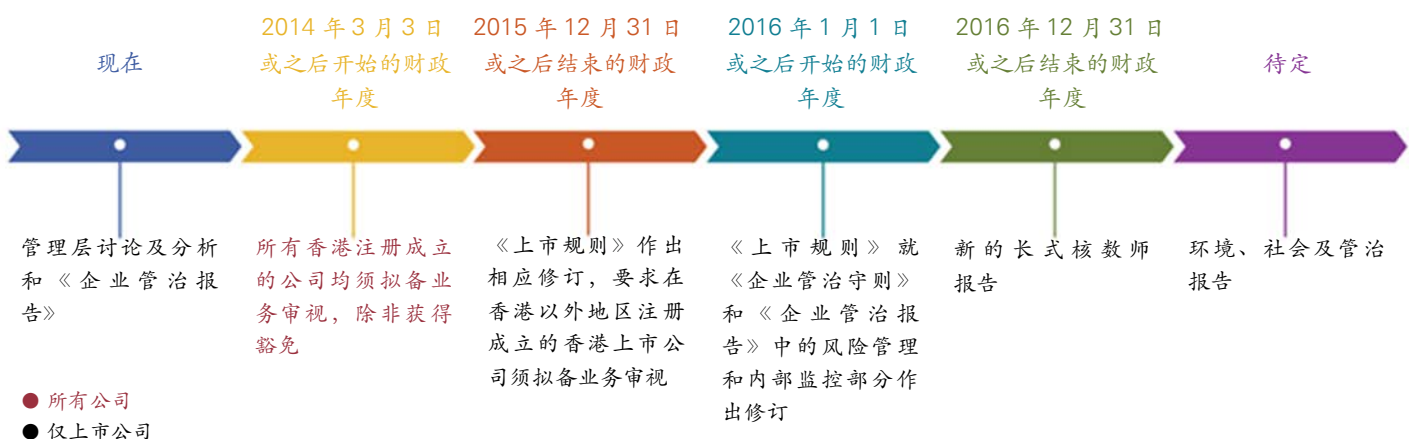 现在
2014 年 3 月 3 日
或之后开始的财政
年度
2015 年 12 月 31 日
或之后结束的财政
年度
2016 年 1 月 1 日
或之后开始的财政
年度
2016 年 12 月 31 日
或之后结束的财政
年度
待定
管理层讨论及分析
和《企业管治报
告》
所有香港注册成立
的公司均须拟备业
务审视，除非获得
豁免
《上市规则》作出
相应修订，要求在
香港以外地区注册
成立的香港上市公
司须拟备业务审视
《上市规则》就
《企业管治守则》
和《企业管治报
告》中的风险管理
和内部监控部分作
出修订
新的长式核数师
报告
环境、社会及管治
报告
● 所有公司
● 仅上市公司